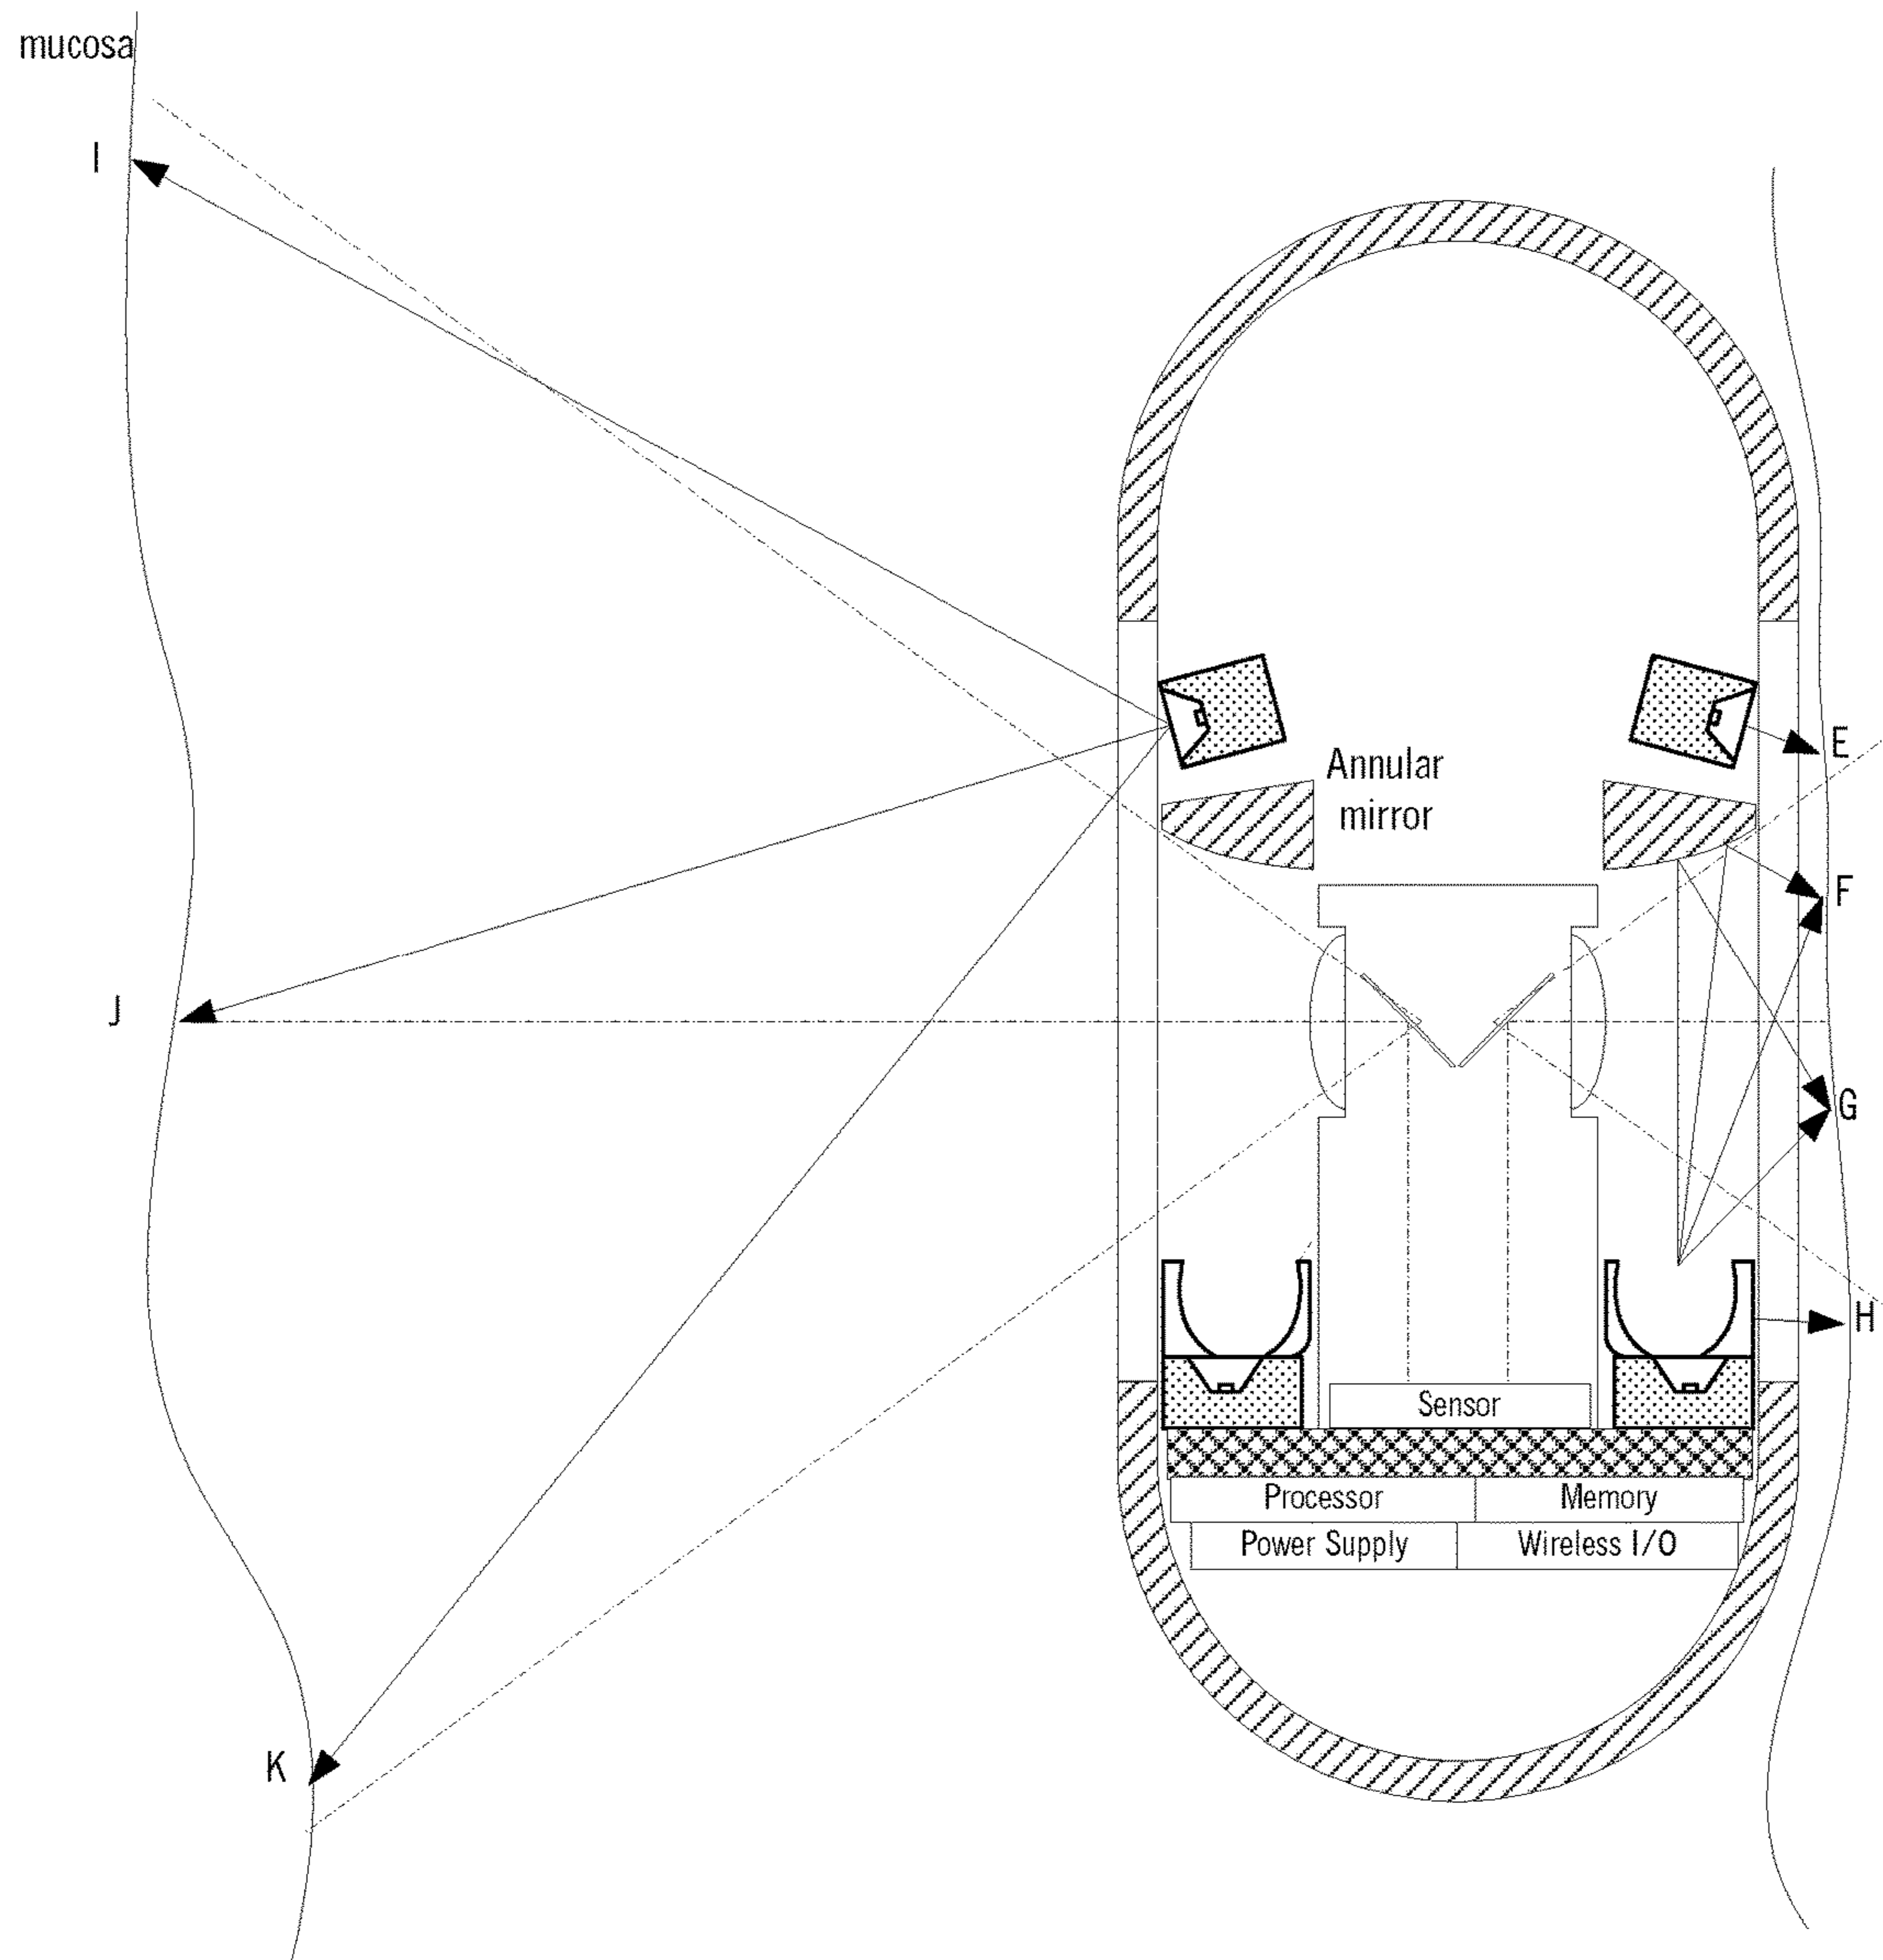 mucosa
I
E
Annular
mirror
F
J
G
H
Sensor
Processor
Memory
Power Supply
Wireless I/O
K